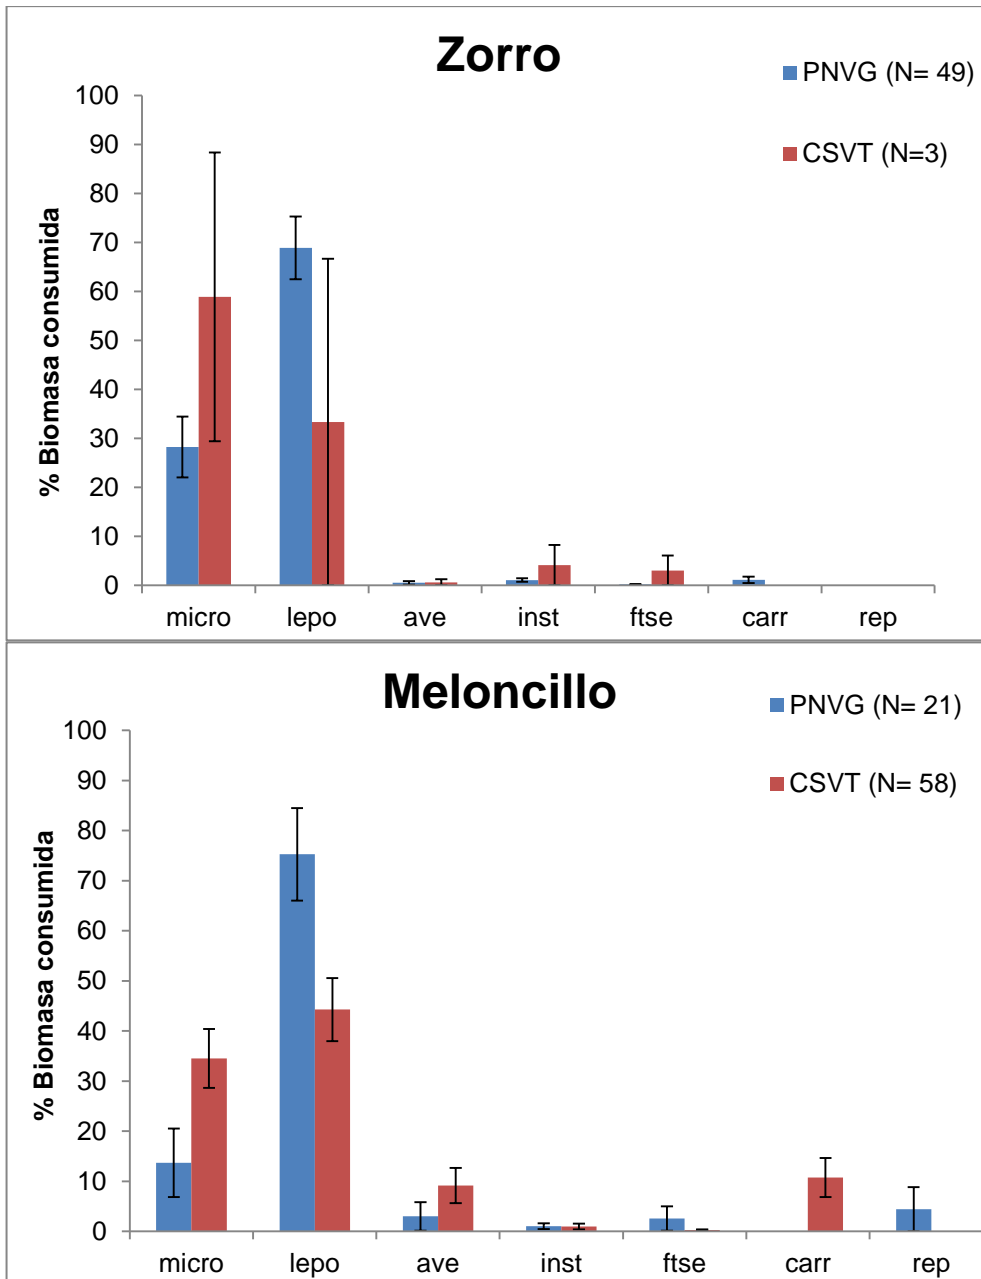 Zorro
PNVG (N= 49)
CSVT (N=3)
% Biomasa consumida
100
90
80
70
60
50
40
30
20
10
0
micro lepo ave inst ftse carr rep
Meloncillo
PNVG (N= 21)
CSVT (N= 58)
% Biomasa consumida
100
90
80
70
60
50
40
30
20
10
0
micro lepo ave inst ftse carr rep